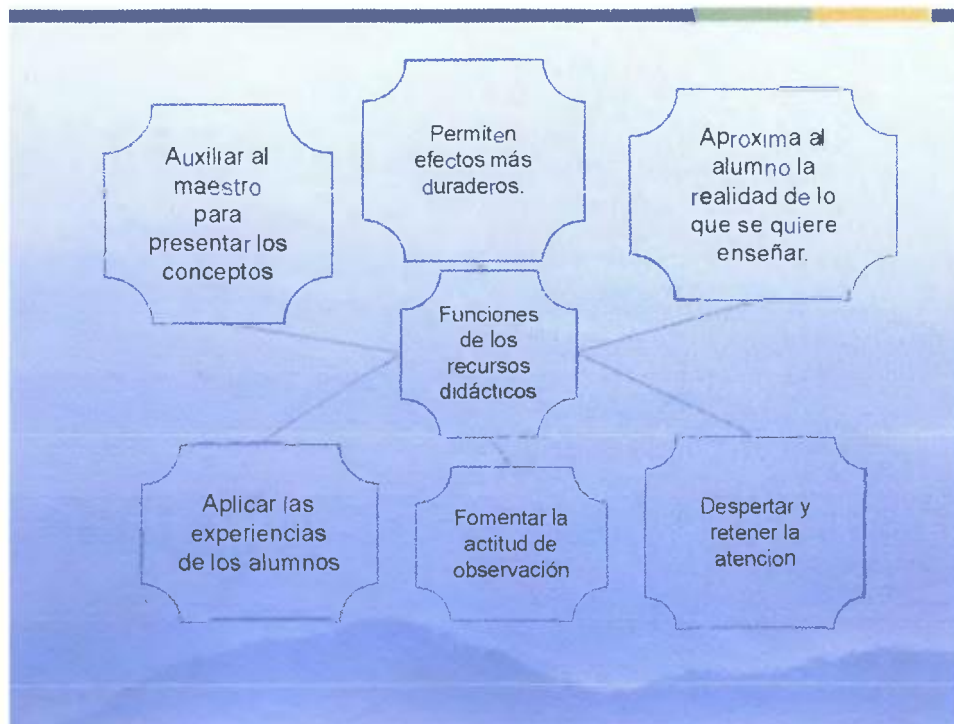 Auxiliar al
maestro
para
presentar los
conceptos
Permiten
efectos más
duraderos.
Aproxima al
alumno la
realidad de lo
que se quiere
enseñar.
Funciones
de los
recursos
didácticos
Aplicar las
experiencias
de los alumnos
Fomentar la
actitud de
observación
Despertar y
retener la
atencion